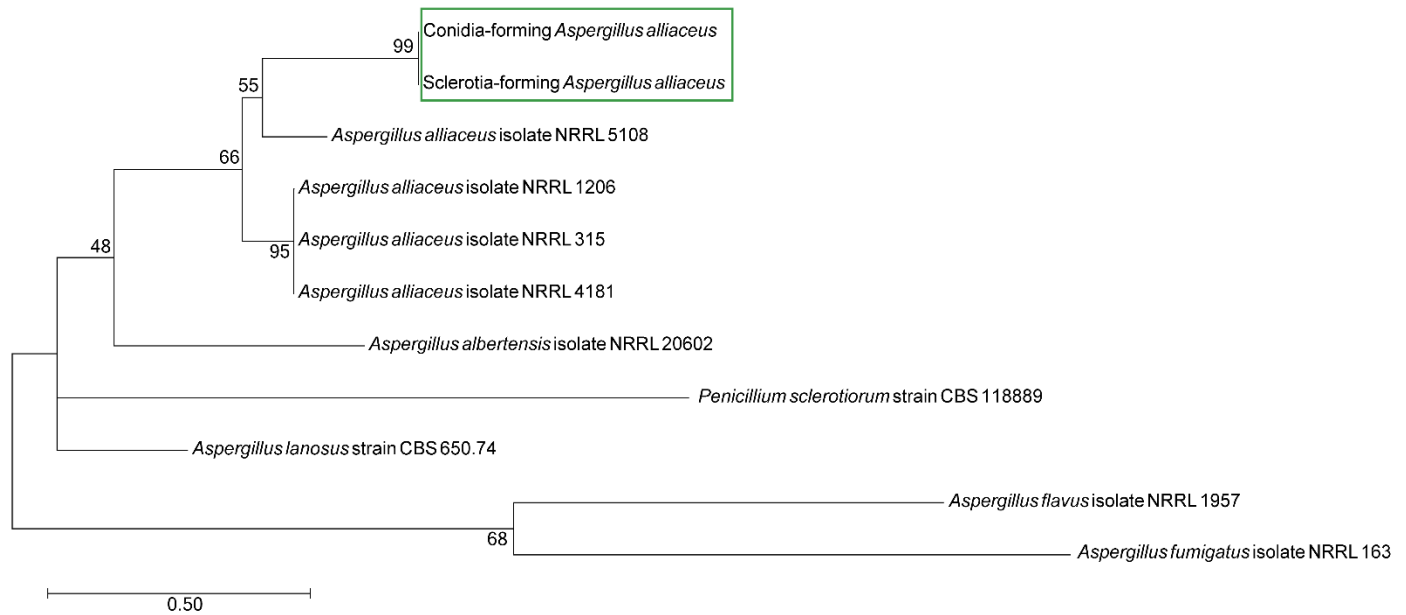 Conidia-forming Aspergillus alliaceus
99
Sclerotia-forming Aspergillus alliaceus
55
Aspergillus alliaceus isolate NRRL 5108
66
Aspergillus alliaceus isolate NRRL 1206
Aspergillus alliaceus isolate NRRL 315
48
95
Aspergillus alliaceus isolate NRRL 4181
Aspergillus albertensis isolate NRRL 20602
Penicillium sclerotiorum strain CBS 118889
Aspergillus lanosus strain CBS 650.74
Aspergillus flavus isolate NRRL 1957
68
Aspergillus fumigatus isolate NRRL 163
0.50